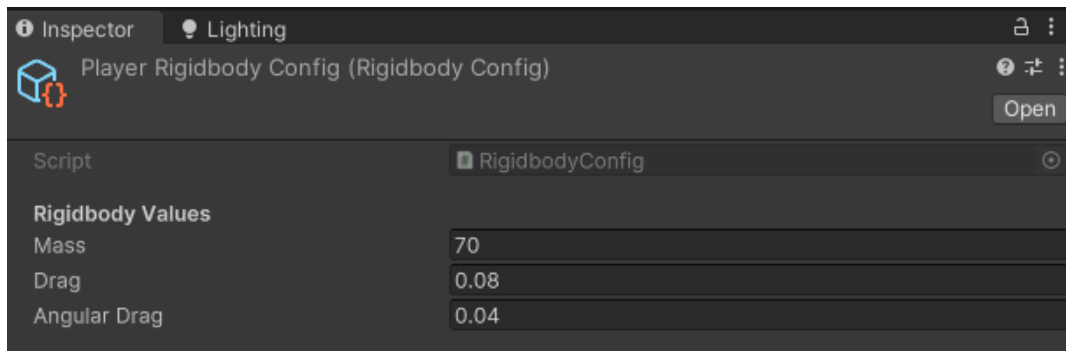 Inspector Lighting
Player Rigidbody Config (Rigidbody Config)
Open
Script RigidbodyConfig
Rigidbody Values
Mass 70
Drag 0.08
Angular Drag 0.04